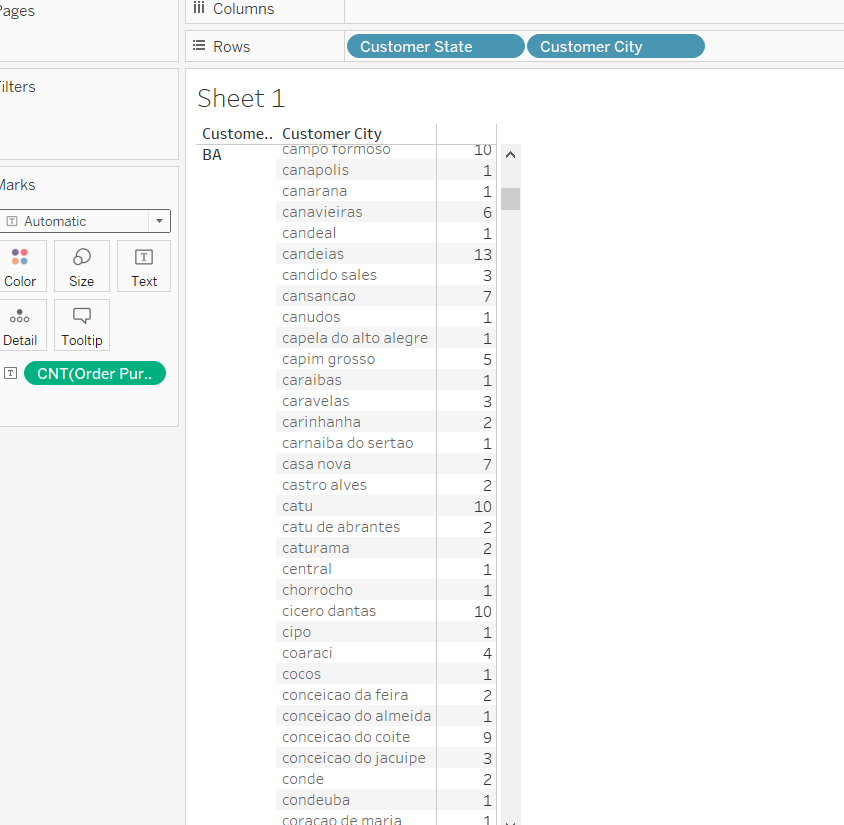 Pages
Columns
Rows
Customer State
Customer City
Filters
Marks
Automatic
Color
Size
Text
Detail
Tooltip
CNT(Order Pur..
Sheet 1
Custome.. Customer City
BA
campo formoso 10
canapolis 1
canarana 1
canavieiras 6
candeal 1
candeias 13
candido sales 3
cansancao 7
canudos 1
capela do alto alegre 1
capim grosso 5
caraibas 1
caravelas 3
carinhanha 2
carnaiba do sertao 1
casa nova 7
castro alves 2
catu 10
catu de abrantes 2
caturama 2
central 1
chorrocho 1
cicero dantas 10
cipo 1
coaraci 4
cocos 1
conceicao da feira 2
conceicao do almeida 1
conceicao do coite 9
conceicao do jacuipe 3
conde 2
condeuba 1
coracao de maria 1